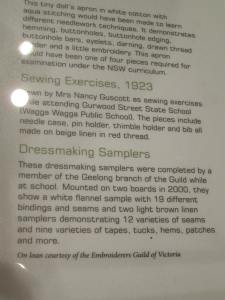 This tiny doll's apron in white cotton with
aqua stitching would have been made to learn
different needlework techniques. It demonstrates
hemming, buttonholes, buttonhole edging,
buttonhole bars, eyelets, darning, drawn thread
and a little embroidery. This apron
would have been one of four pieces required for
examination under the NSW curriculum.
Sewing Exercises, 1923
Sewn by Mrs Nancy Guscott as sewing exercises
while attending Gurwood Street State School
(Wagga Wagga Public School). The pieces include
needle case, pin holder, thimble holder and bib all
made on beige linen in red thread.
Dressmaking Samplers
These dressmaking samplers were completed by a
member of the Geelong branch of the Guild while
at school. Mounted on two boards in 2000, they
show a white flannel sample with 19 different
bindings and seams and two light brown linen
samplers demonstrating 12 varieties of seams
and nine varieties of tapes, tucks, hems, patches
and more.
On loan courtesy of the Embroiderers Guild of Victoria